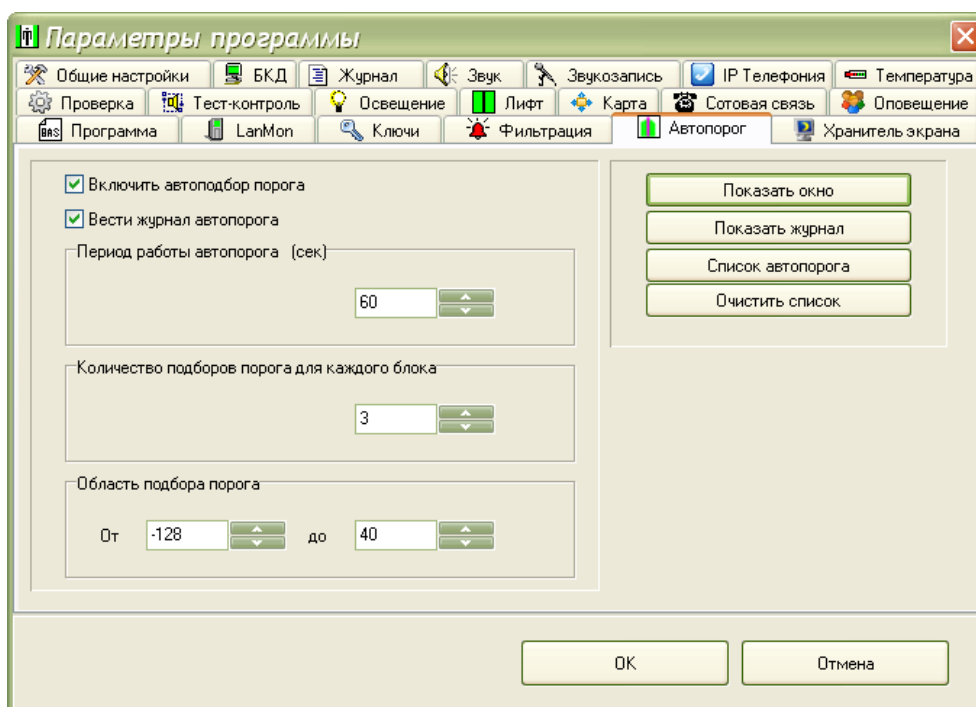 Параметры программы
Общие настройки БКД Журнал Звук Звукозапись IP Телефония Температура
Проверка Тест-контроль Освещение Лифт Карта Сотовая связь Оповещение
BAS Программа LanMon Ключи Фильтрация Автопорог Хранитель экрана
Включить автоподбор порога
Вести журнал автопорога
Период работы автопорога (сек)
60
Количество подборов порога для каждого блока
3
Область подбора порога
От -128 до 40
Показать окно
Показать журнал
Список автопорога
Очистить список
OK Отмена